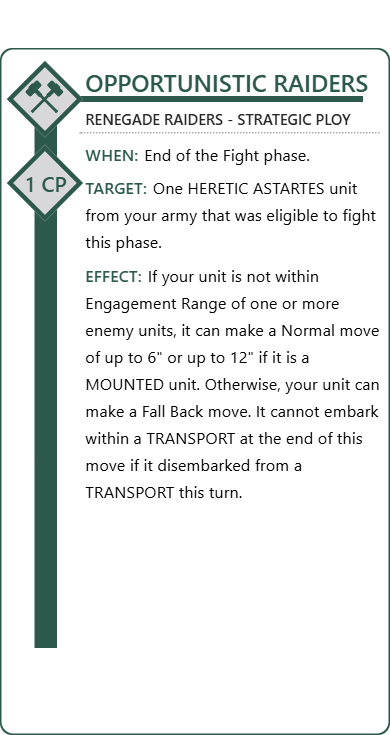 OPPORTUNISTIC RAIDERS
RENEGADE RAIDERS - STRATEGIC PLOY
1 CP
WHEN: End of the Fight phase.
TARGET: One HERETIC ASTARTES unit
from your army that was eligible to fight
this phase.
EFFECT: If your unit is not within
Engagement Range of one or more
enemy units, it can make a Normal move
of up to 6" or up to 12" if it is a
MOUNTED unit. Otherwise, your unit can
make a Fall Back move. It cannot embark
within a TRANSPORT at the end of this
move if it disembarked from a
TRANSPORT this turn.